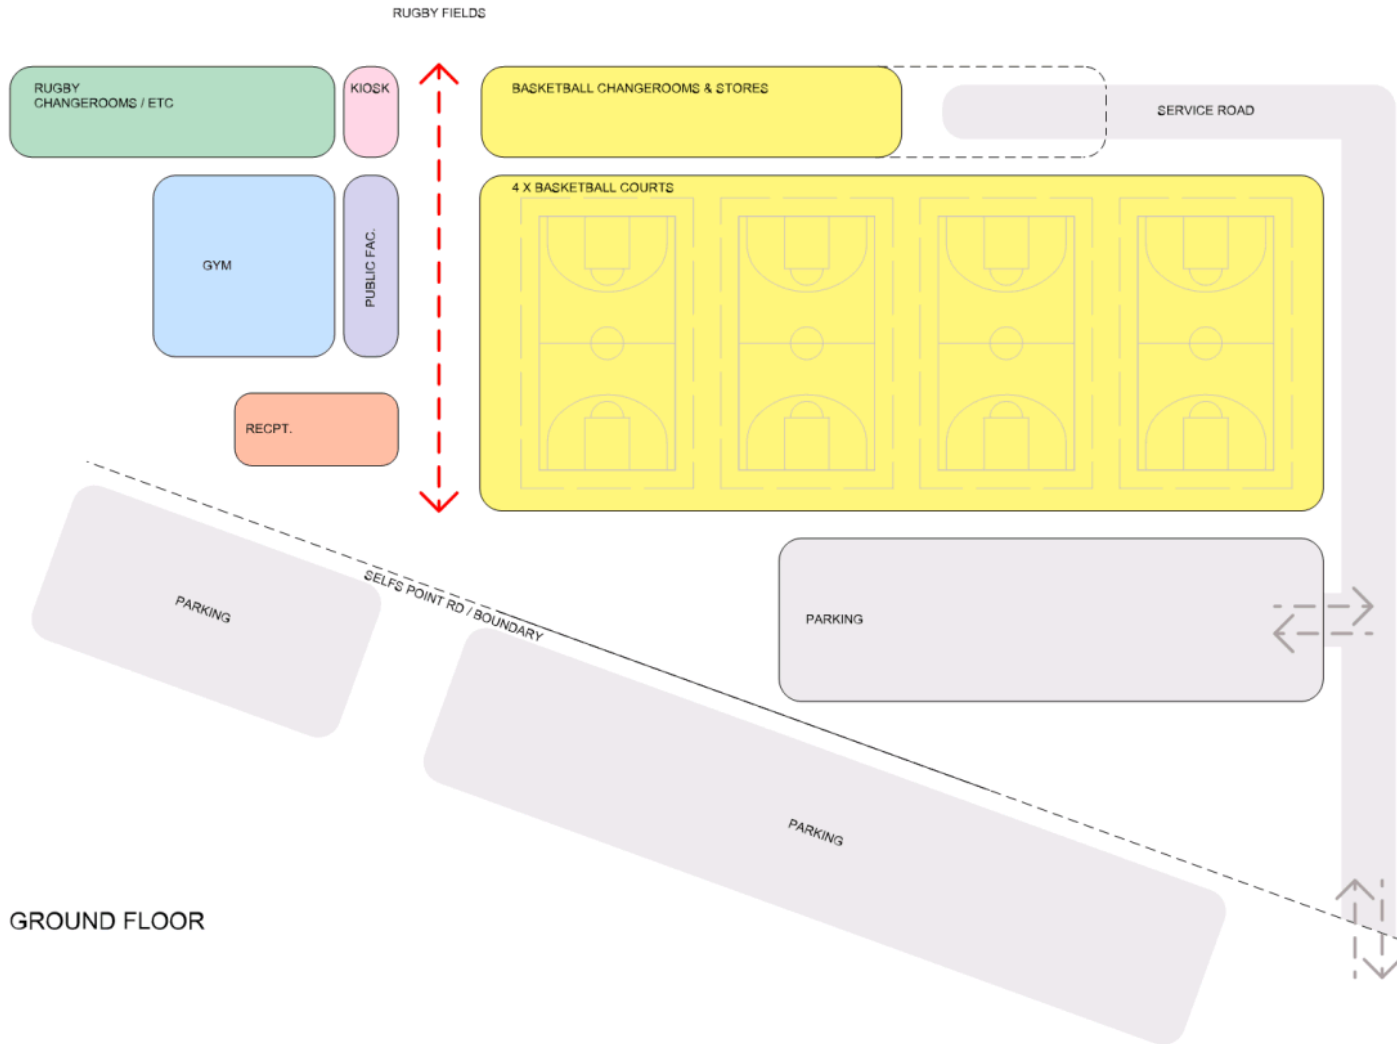 RUGBY FIELDS
RUGBY
CHANGEROOMS / ETC
KIOSK
BASKETBALL CHANGEROOMS & STORES
SERVICE ROAD
4 X BASKETBALL COURTS
GYM
PUBLIC FAC.
RECPT.
SELFS POINT RD / BOUNDARY
PARKING
PARKING
PARKING
GROUND FLOOR